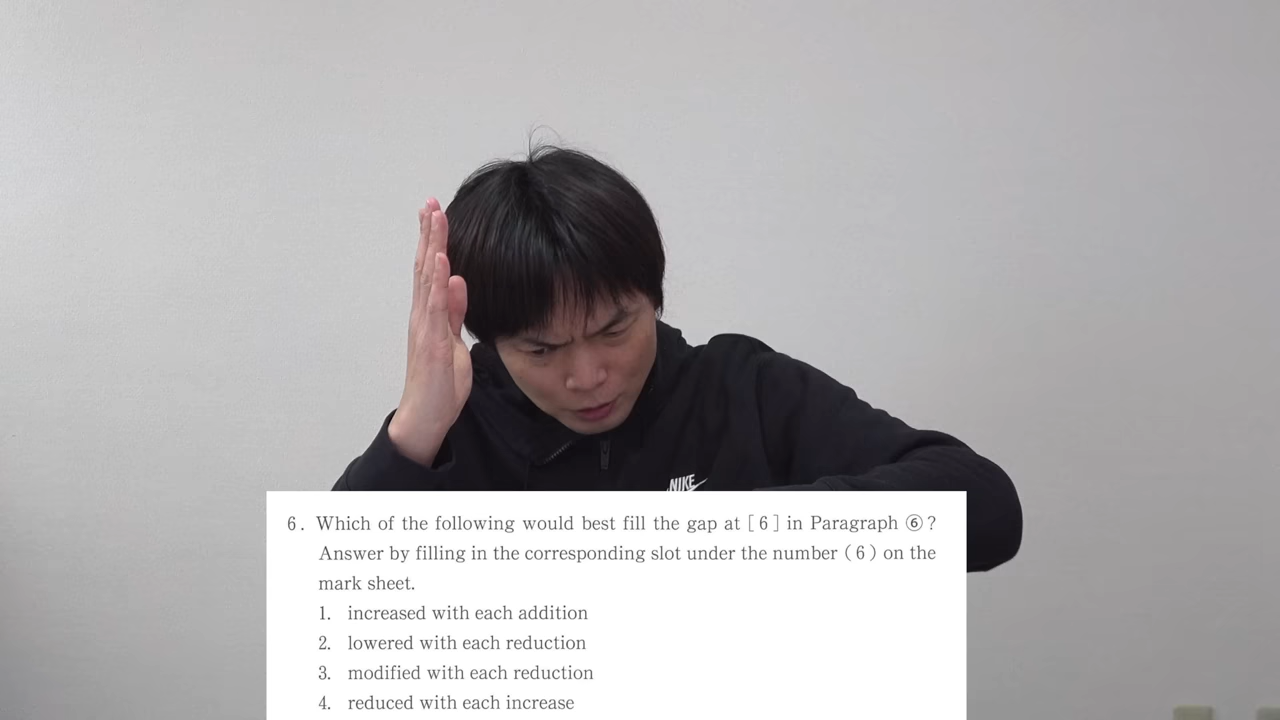 NIKE
6. Which of the following would best fill the gap at [6] in Paragraph ⑥?
Answer by filling in the corresponding slot under the number (6) on the
mark sheet.
1. increased with each addition
2. lowered with each reduction
3. modified with each reduction
4. reduced with each increase